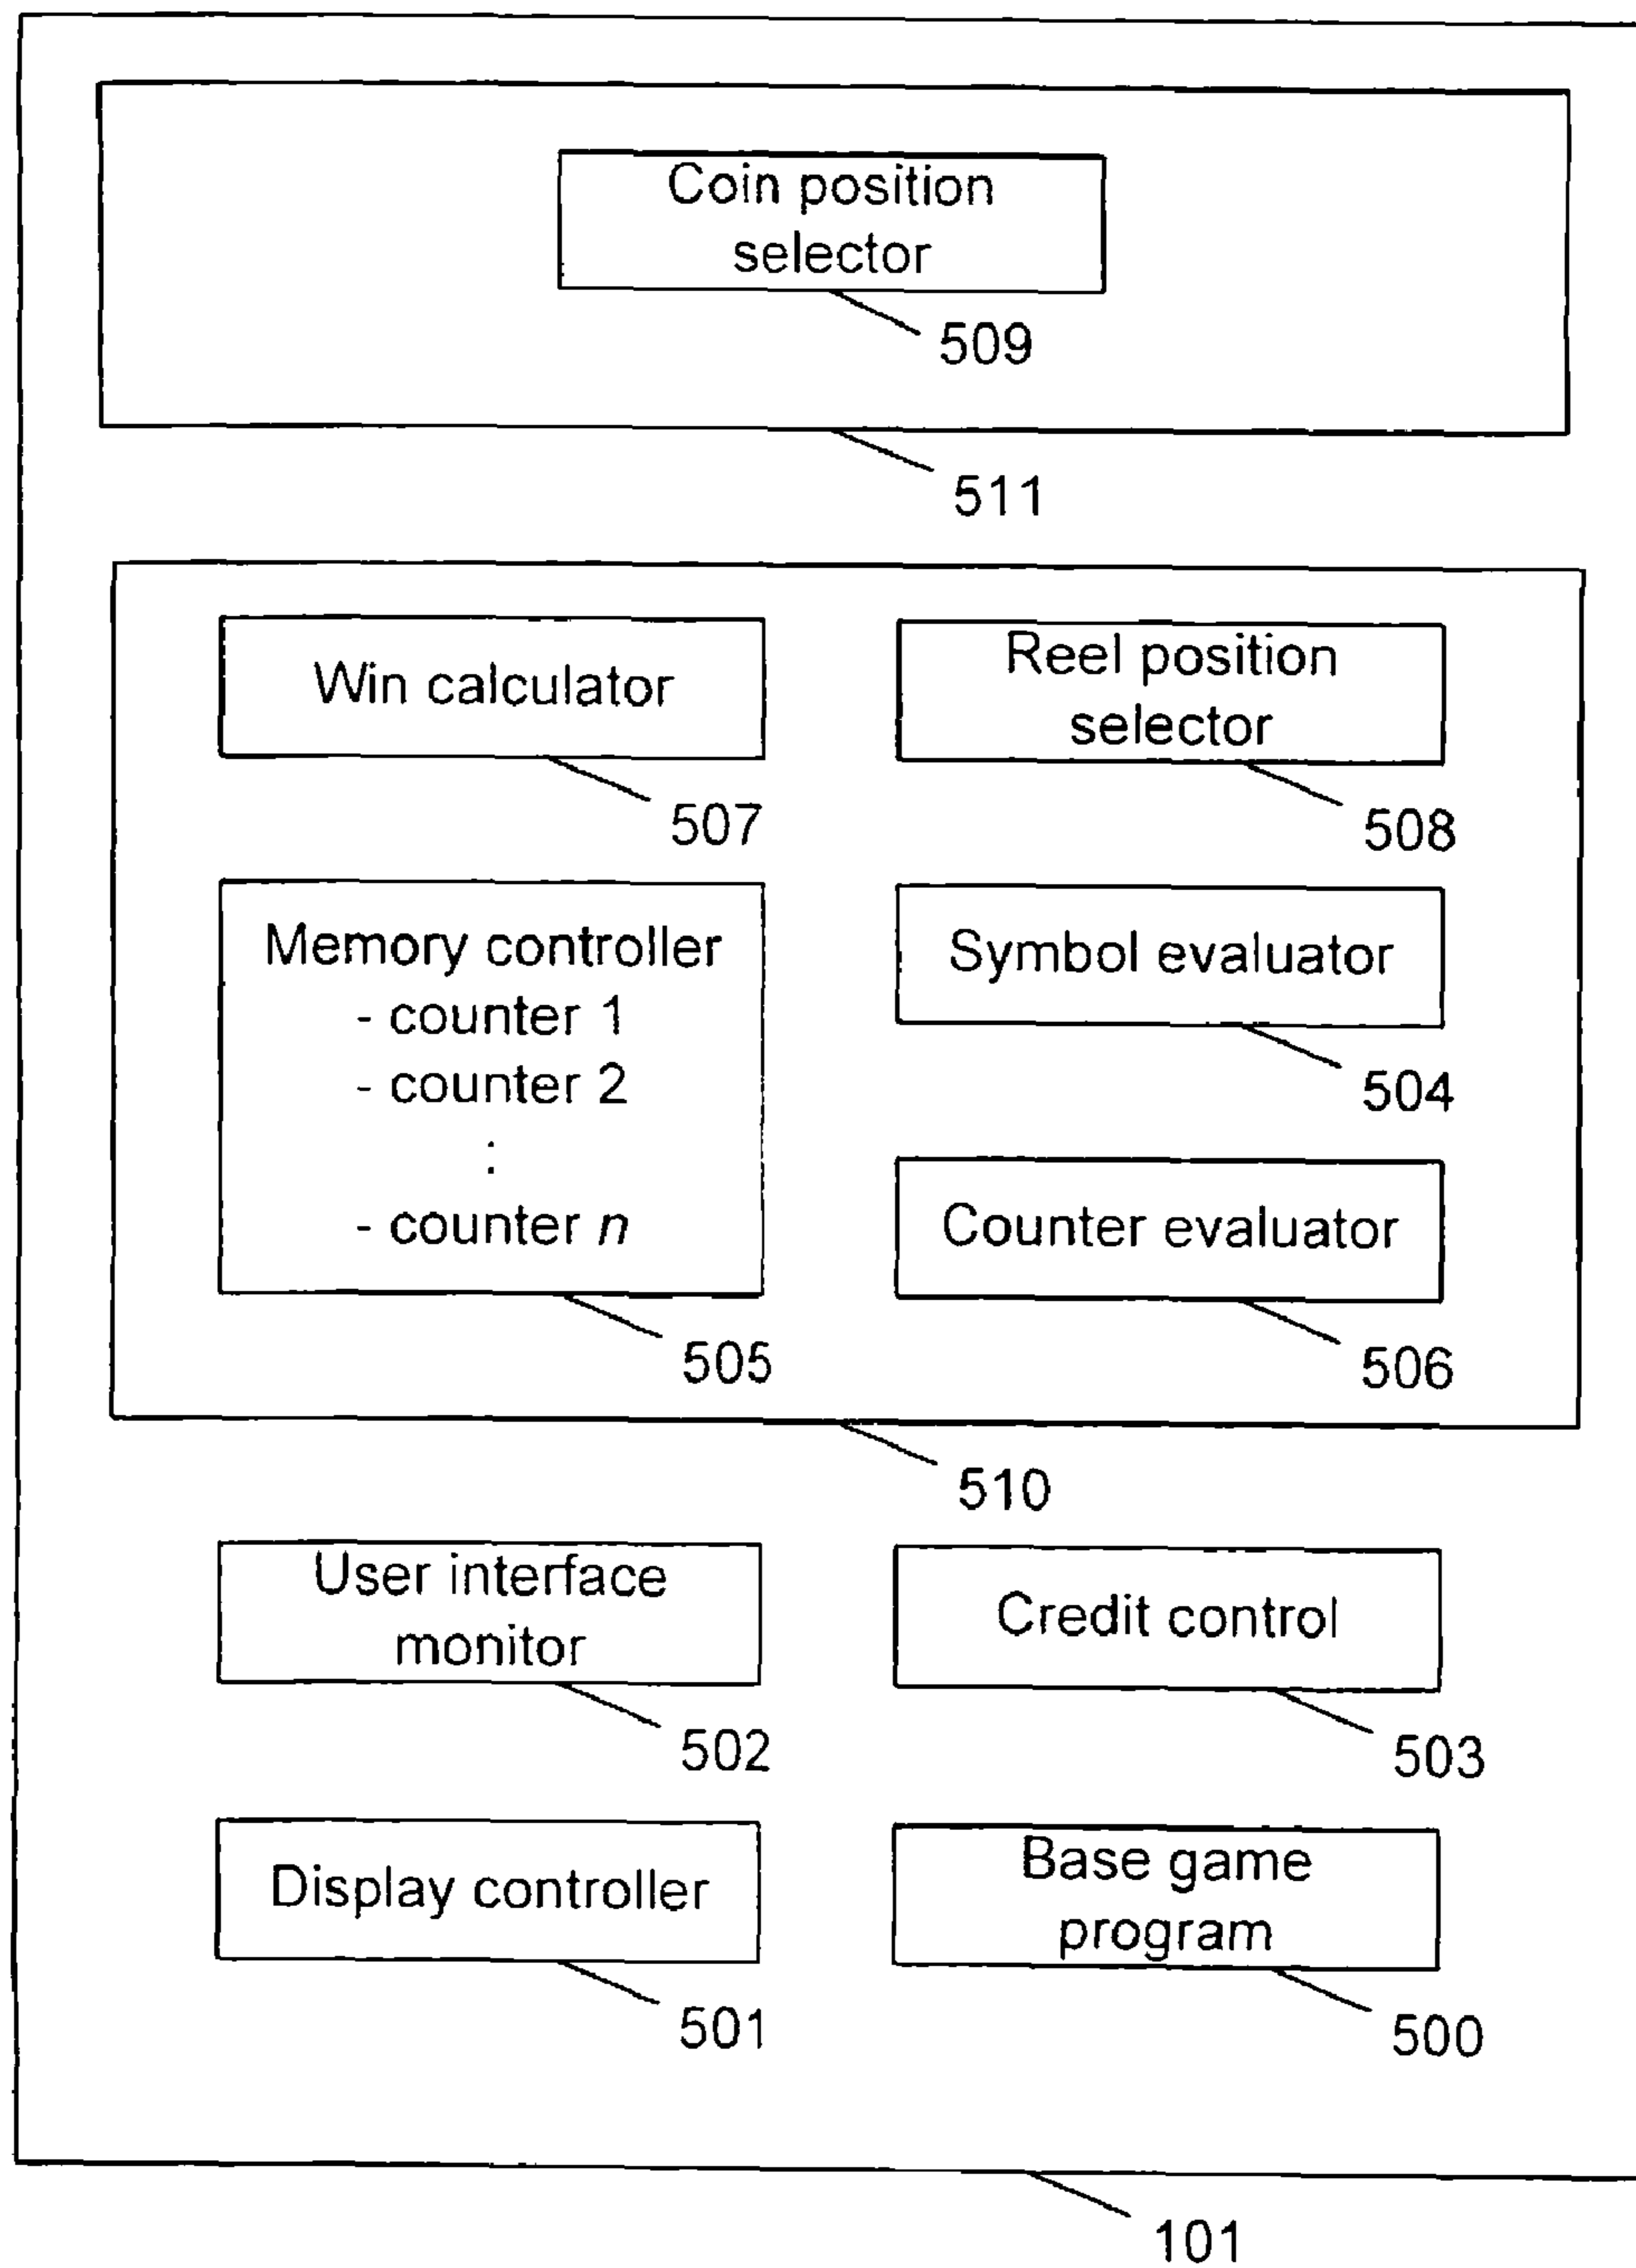 Coin position
selector
509
511
Win calculator
507
Reel position
selector
508
Memory controller
- counter 1
- counter 2
:
- counter n
505
Symbol evaluator
504
Counter evaluator
506
510
User interface
monitor
502
Credit control
503
Display controller
501
Base game
program
500
101